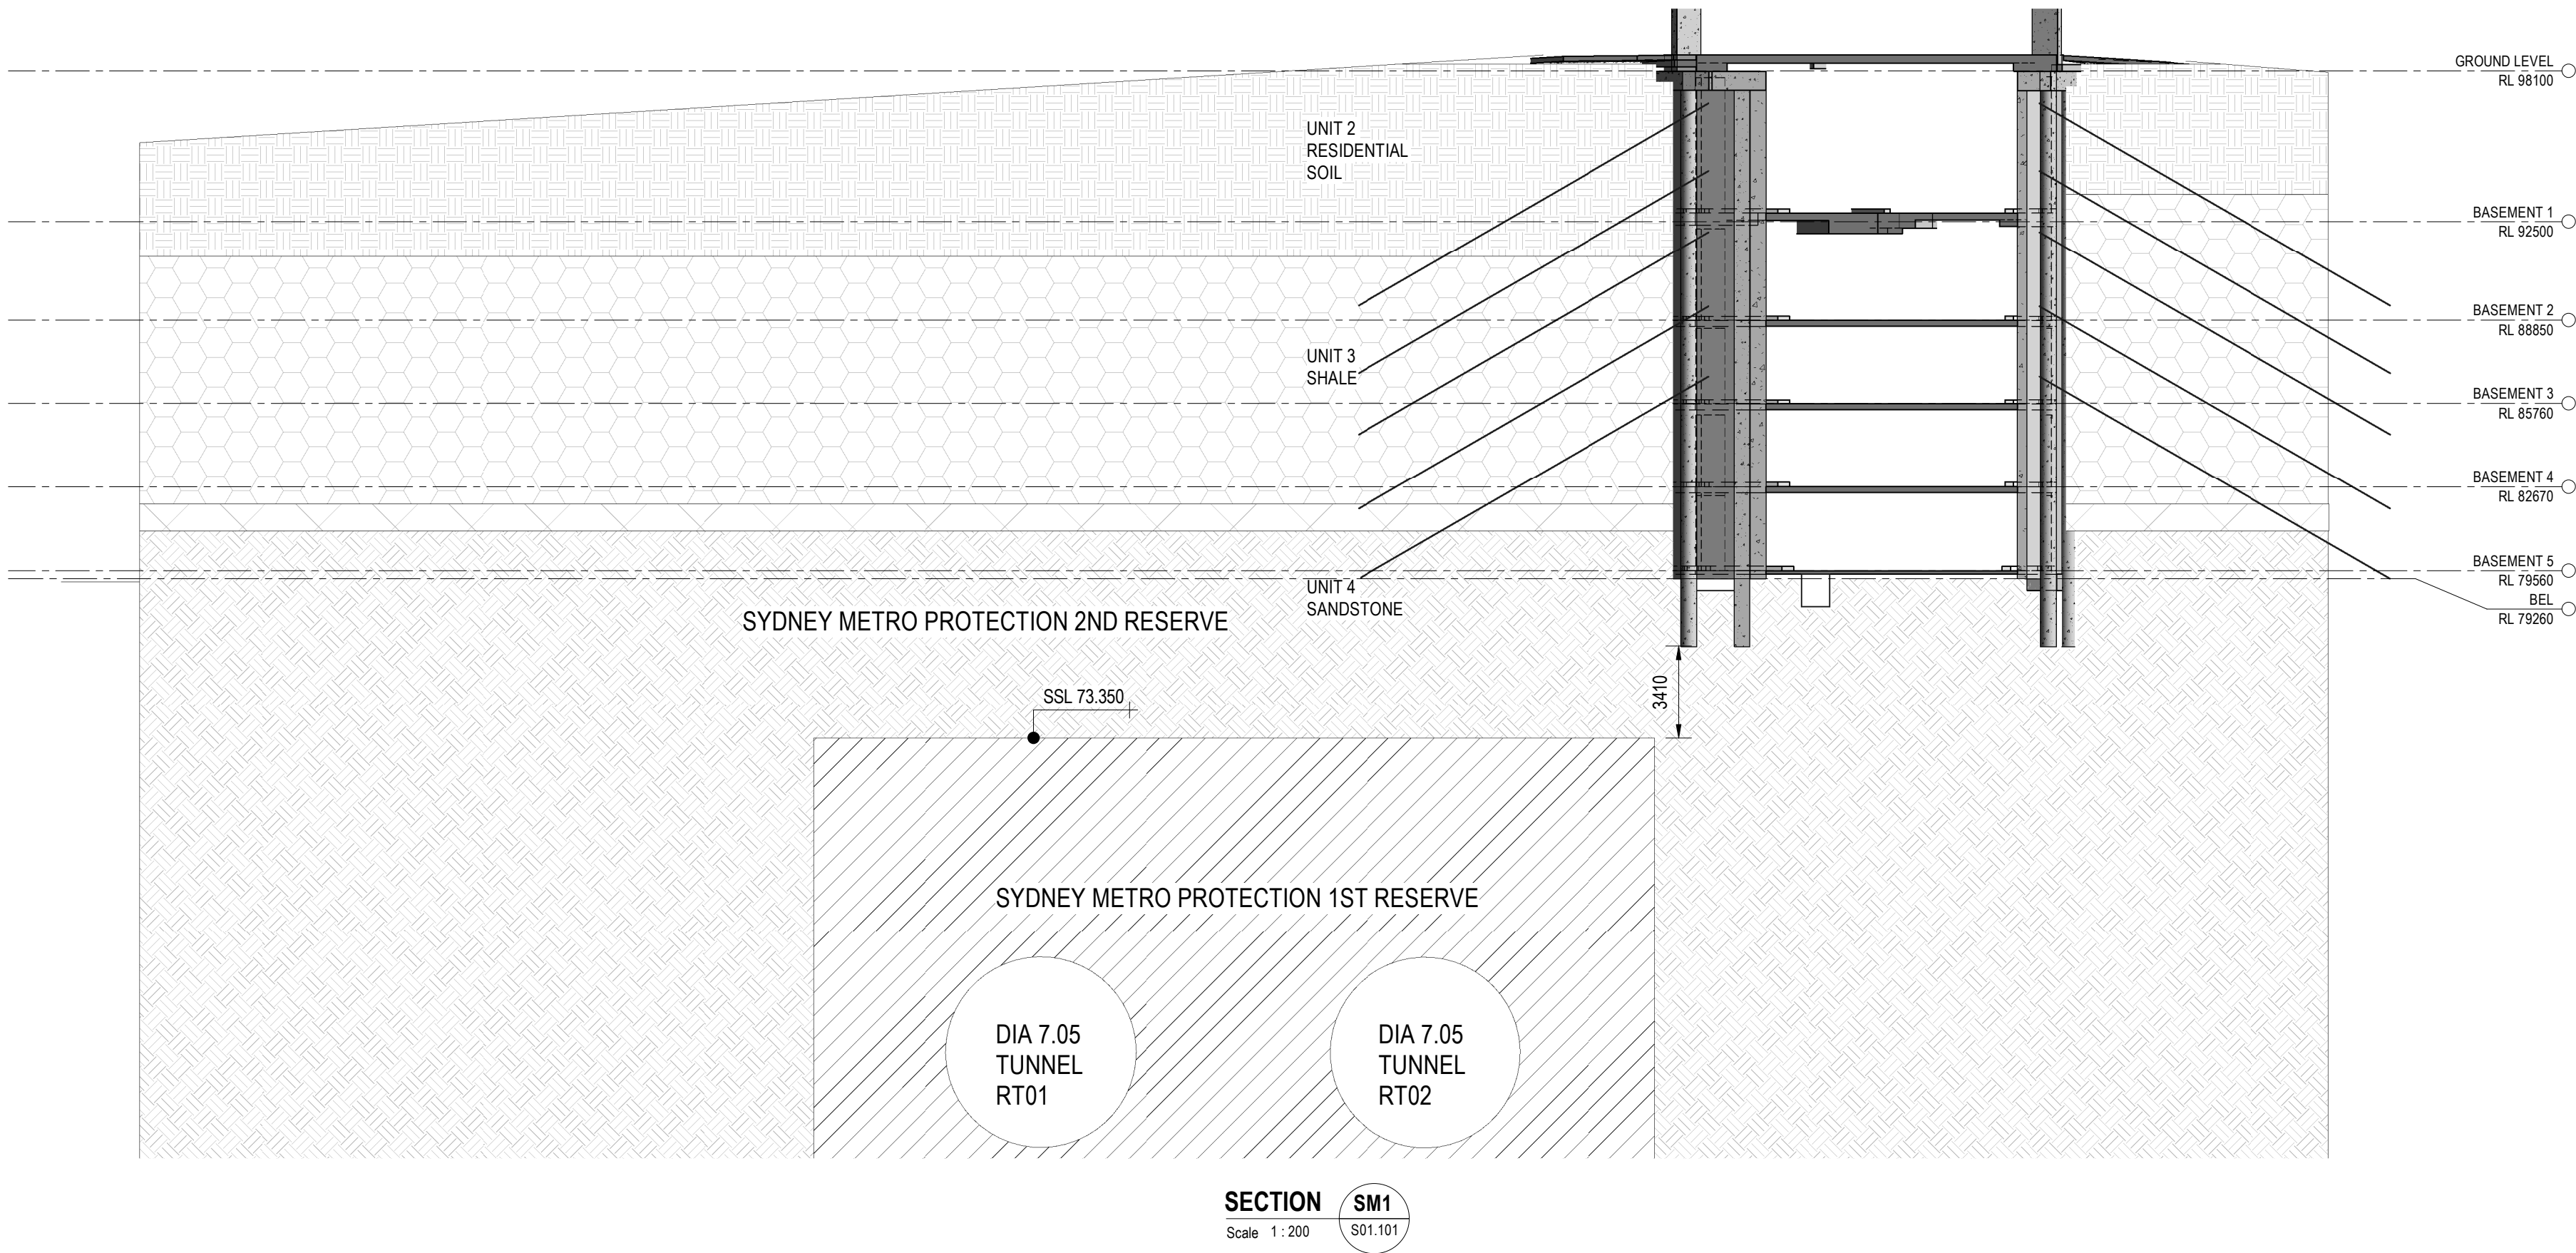 GROUND LEVEL
RL 98100
UNIT 2
RESIDENTIAL
SOIL
BASEMENT 1
RL 92500
BASEMENT 2
RL 88850
UNIT 3
SHALE
BASEMENT 3
RL 85760
BASEMENT 4
RL 82670
BASEMENT 5
RL 79560
BEL
RL 79260
UNIT 4
SANDSTONE
SYDNEY METRO PROTECTION 2ND RESERVE
SSL 73.350
3410
SYDNEY METRO PROTECTION 1ST RESERVE
DIA 7.05
TUNNEL
RT01
DIA 7.05
TUNNEL
RT02
SECTION
Scale 1 : 200
SM1
S01.101